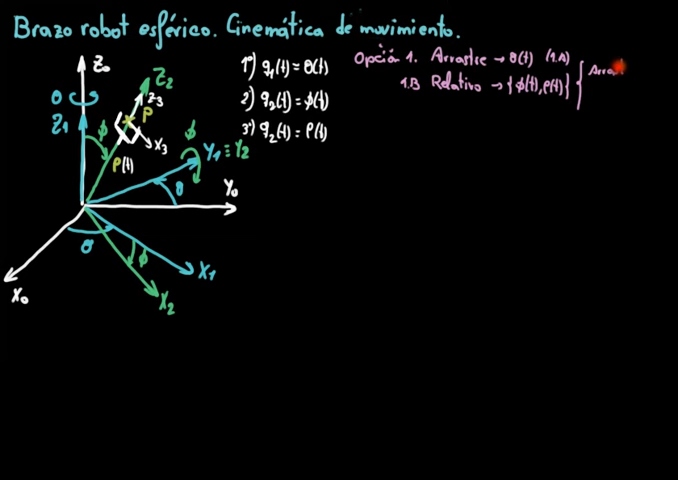 Brazo robot esférico. Cinemática de movimiento.
Z₀
θ
Z₁
ϕ
Z₂
Z₃
P
X₃
ρ(t)
ϕ
Y₁ ≡ Y₂
θ
Y₀
θ
ϕ
X₀
X₁
X₂
1º) q₁(t) = θ(t)
2) q₂(t) = ϕ(t)
3º) q₂(t) = ρ(t)
Opción 1. Arrastre → θ(t) (1.A)
1.B Relativo → {ϕ(t), ρ(t)} {